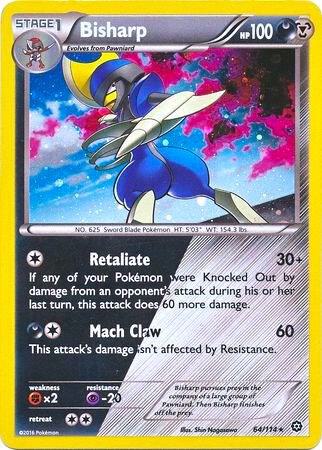 STAGE1 Bisharp HP100
Evolves from Pawniard
NO. 625 Sword Blade Pokémon HT: 5'03" WT: 154.3 lbs.
Retaliate 30+
If any of your Pokémon were Knocked Out by
damage from an opponent's attack during his or her
last turn, this attack does 60 more damage.
Mach Claw 60
This attack's damage isn't affected by Resistance.
weakness resistance
×2 -20
retreat
Bisharp pursues prey in the
company of a large group of
Pawniard. Then Bisharp finishes
off the prey.
©2016 Pokémon Illus. Shin Nagasawa 64/114 ★